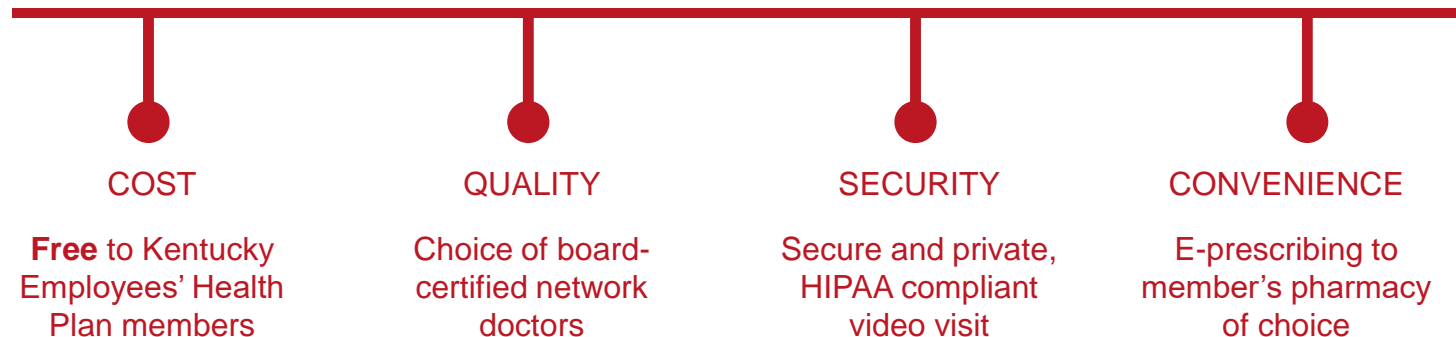 COST
Free to Kentucky
Employees’ Health
Plan members
QUALITY
Choice of board-
certified network
doctors
SECURITY
Secure and private,
HIPAA compliant
video visit
CONVENIENCE
E-prescribing to
member’s pharmacy
of choice